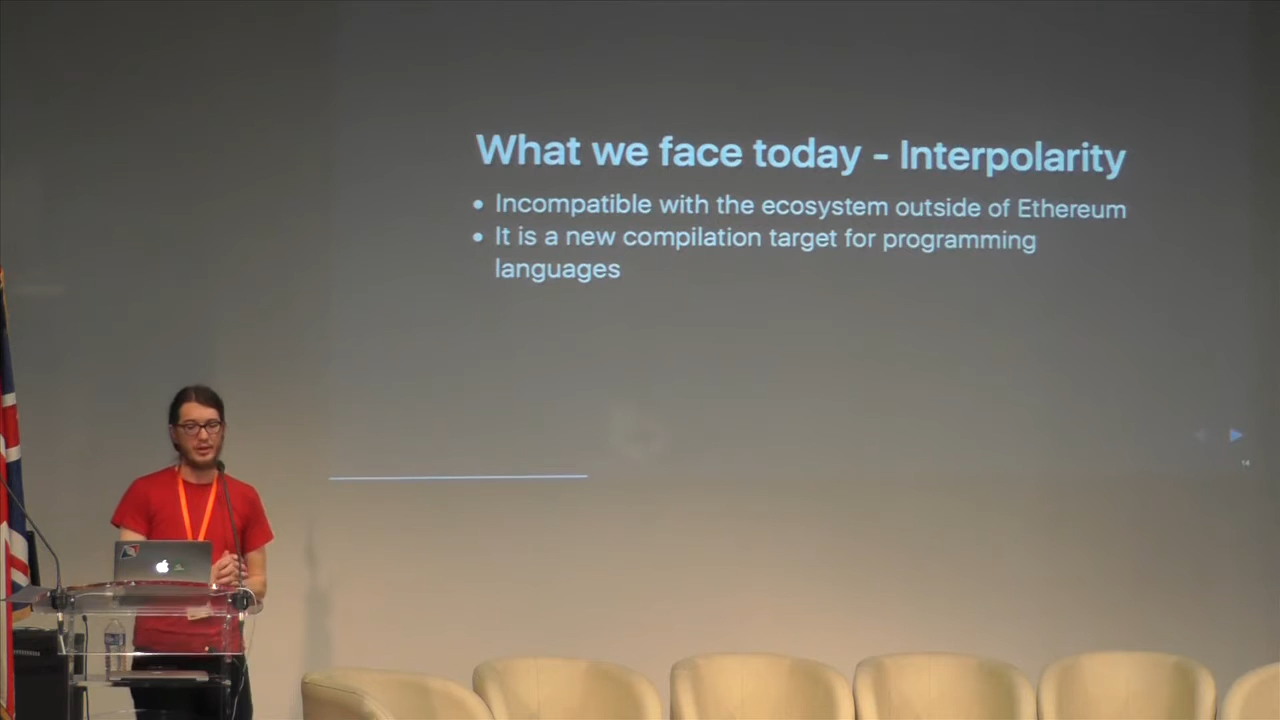 What we face today - Interpolarity
• Incompatible with the ecosystem outside of Ethereum
• It is a new compilation target for programming
languages
14